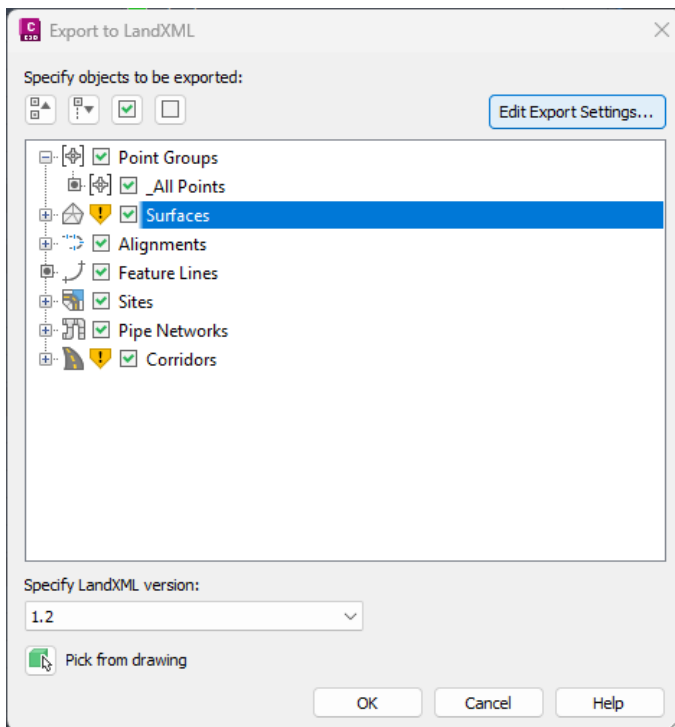 C
C3D
Export to LandXML
Specify objects to be exported:
Edit Export Settings...
Point Groups
_All Points
Surfaces
Alignments
Feature Lines
Sites
Pipe Networks
Corridors
Specify LandXML version:
1.2
Pick from drawing
OK Cancel Help